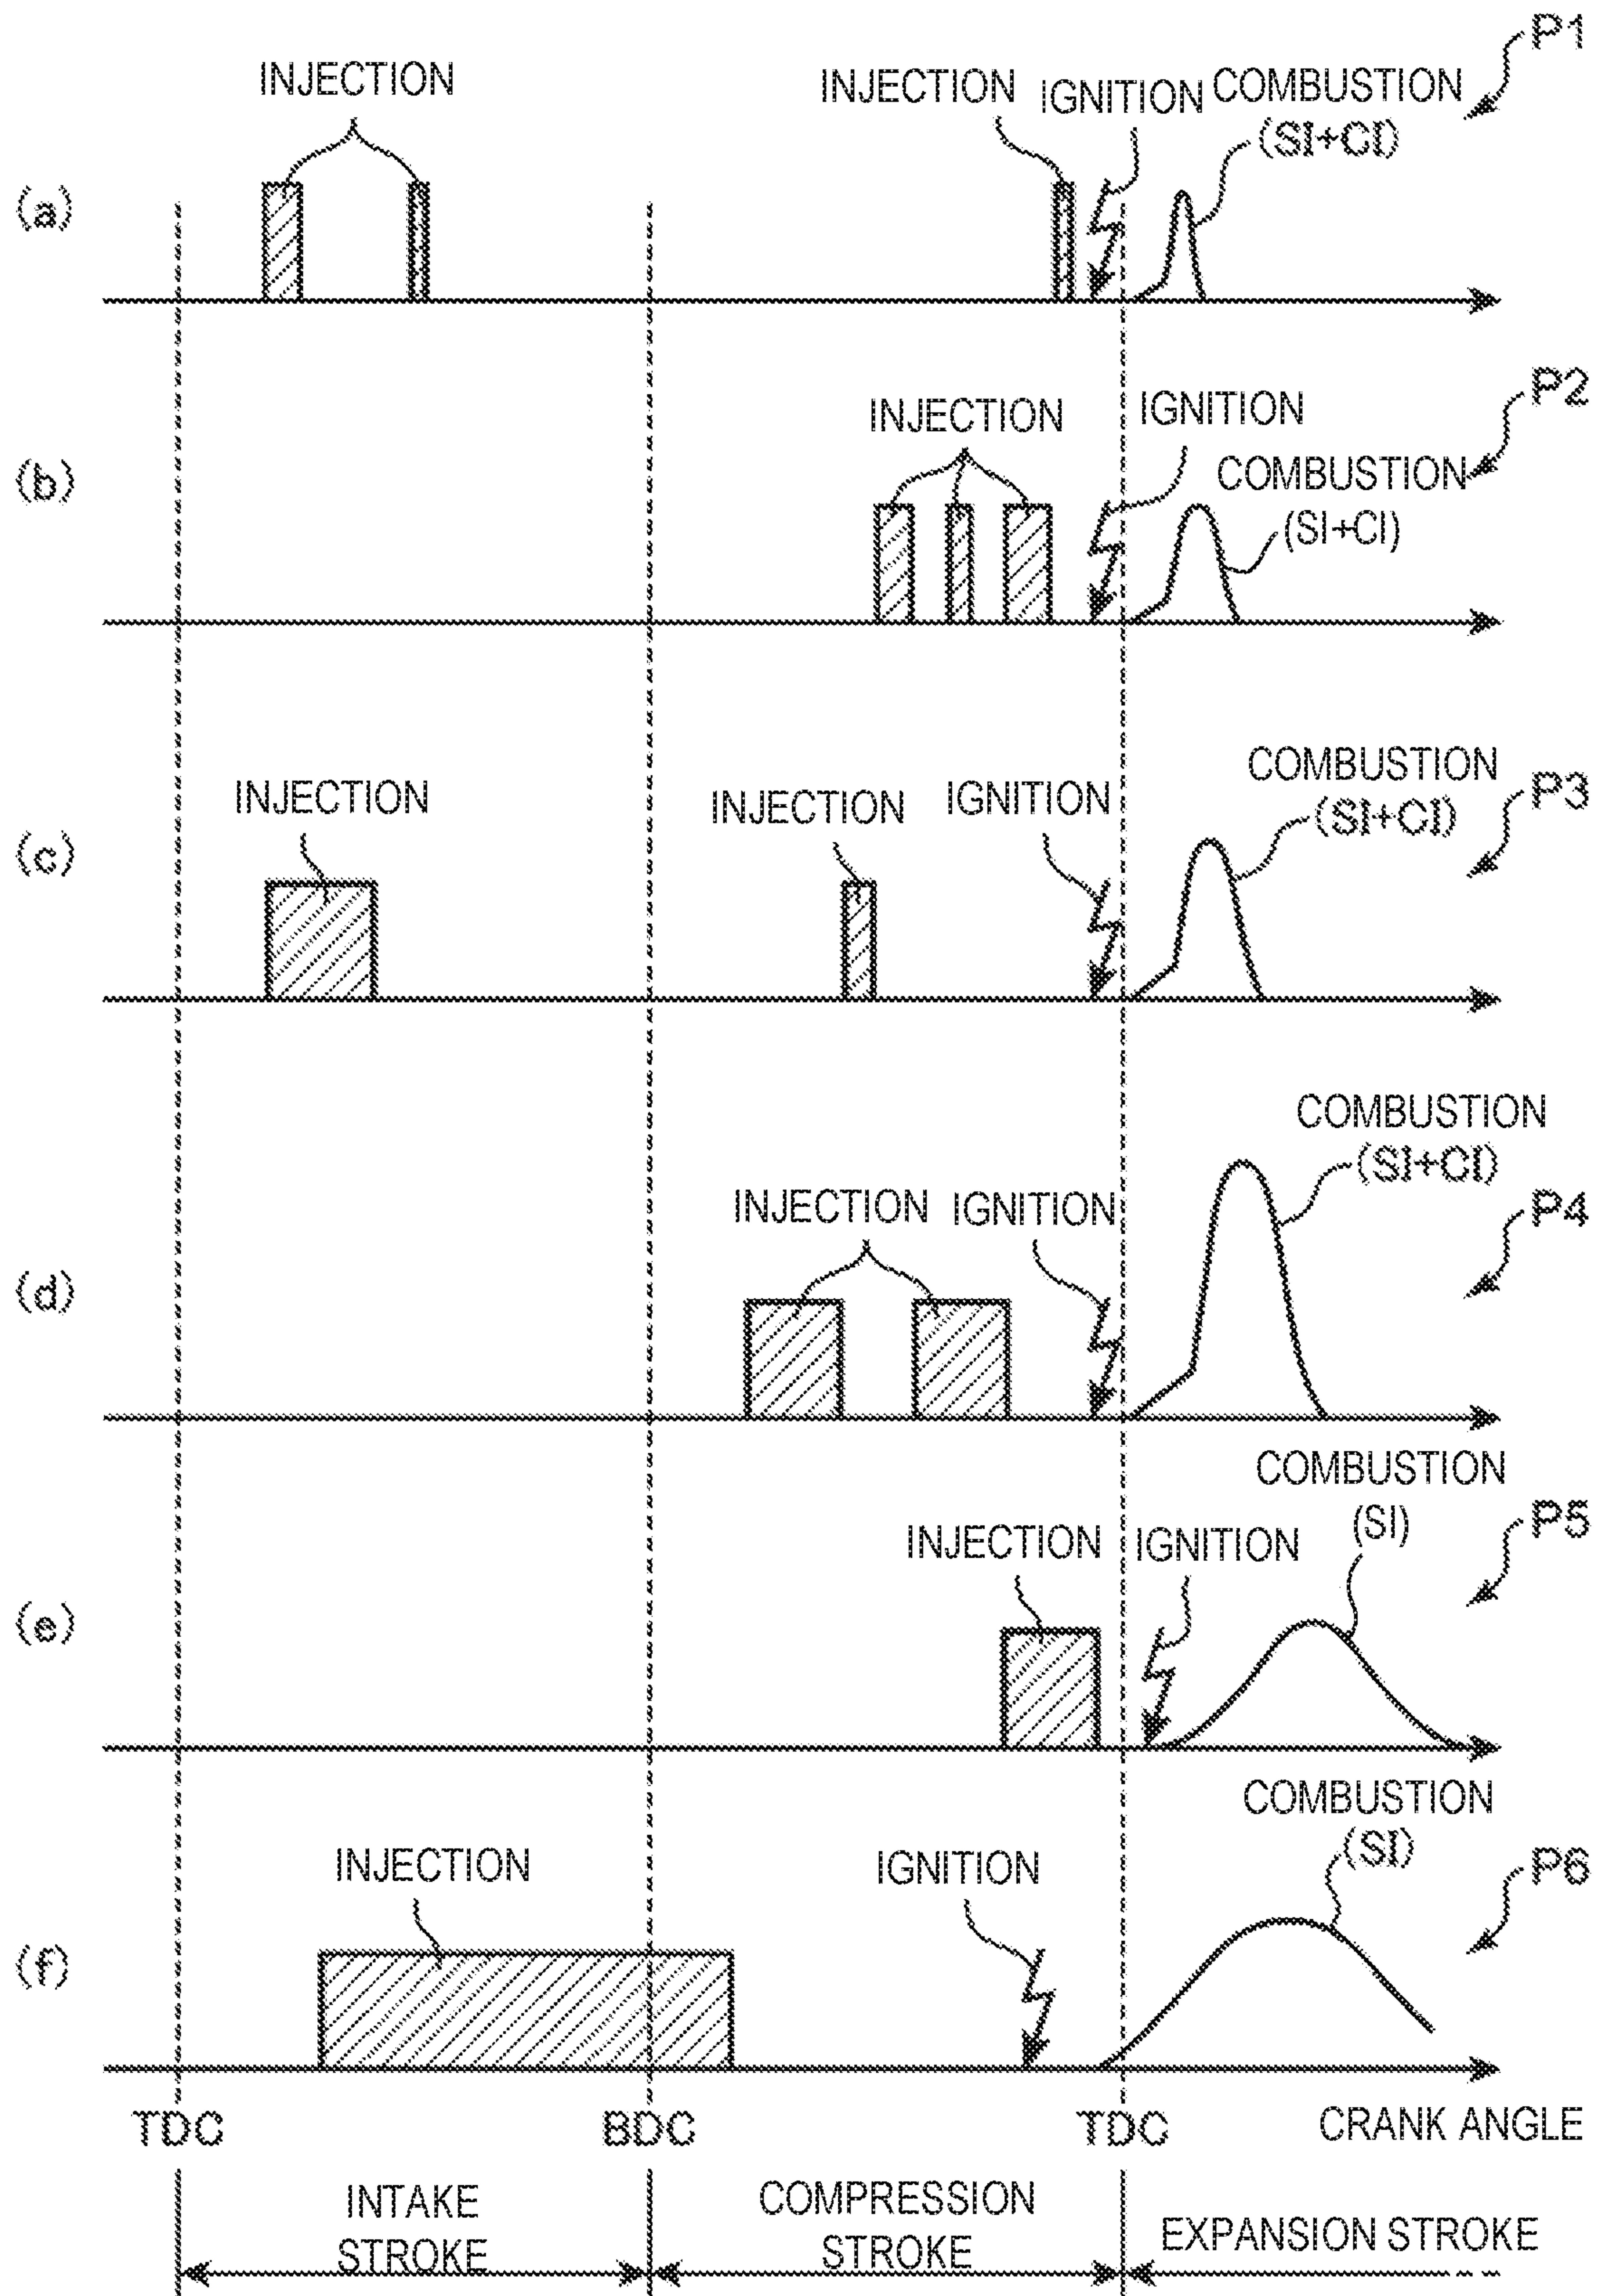 P1
INJECTION
INJECTION
IGNITION
COMBUSTION
(SI+CI)
(a)
P2
INJECTION
IGNITION
COMBUSTION
(SI+CI)
(b)
P3
INJECTION
INJECTION
IGNITION
COMBUSTION
(SI+CI)
(c)
COMBUSTION
(SI+CI)
P4
INJECTION
IGNITION
(d)
COMBUSTION
(SI)
P5
INJECTION
IGNITION
(e)
COMBUSTION
(SI)
P6
INJECTION
IGNITION
(f)
TDC
BDC
TDC
CRANK ANGLE
INTAKE
STROKE
COMPRESSION
STROKE
EXPANSION STROKE